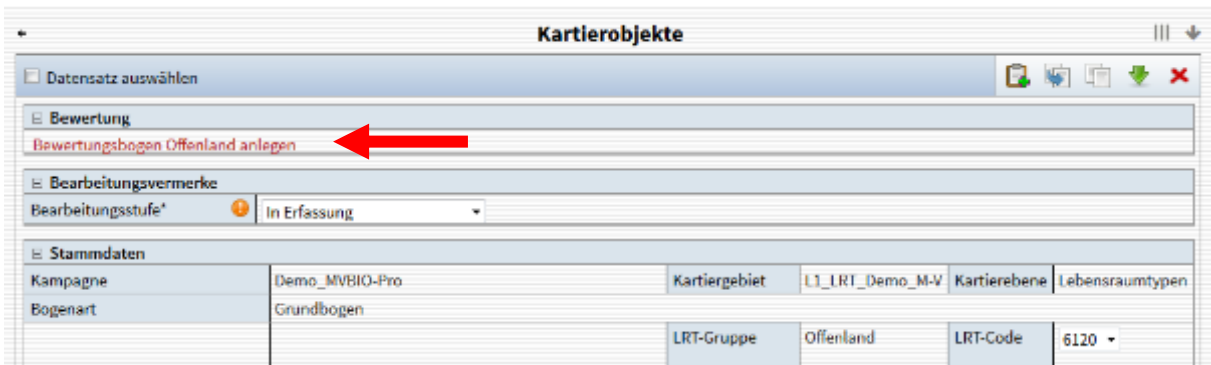 Kartierobjekte
Datensatz auswählen
Bewertung
Bewertungsbogen Offenland anlegen
Bearbeitungsvermerke
Bearbeitungsstufe* In Erfassung
Stammdaten
Kampagne Demo_MVBIO-Pro Kartiergebiet L1_LRT_Demo_M-V Kartierebene Lebensraumtypen
Bogenart Grundbogen
LRT-Gruppe Offenland LRT-Code 6120